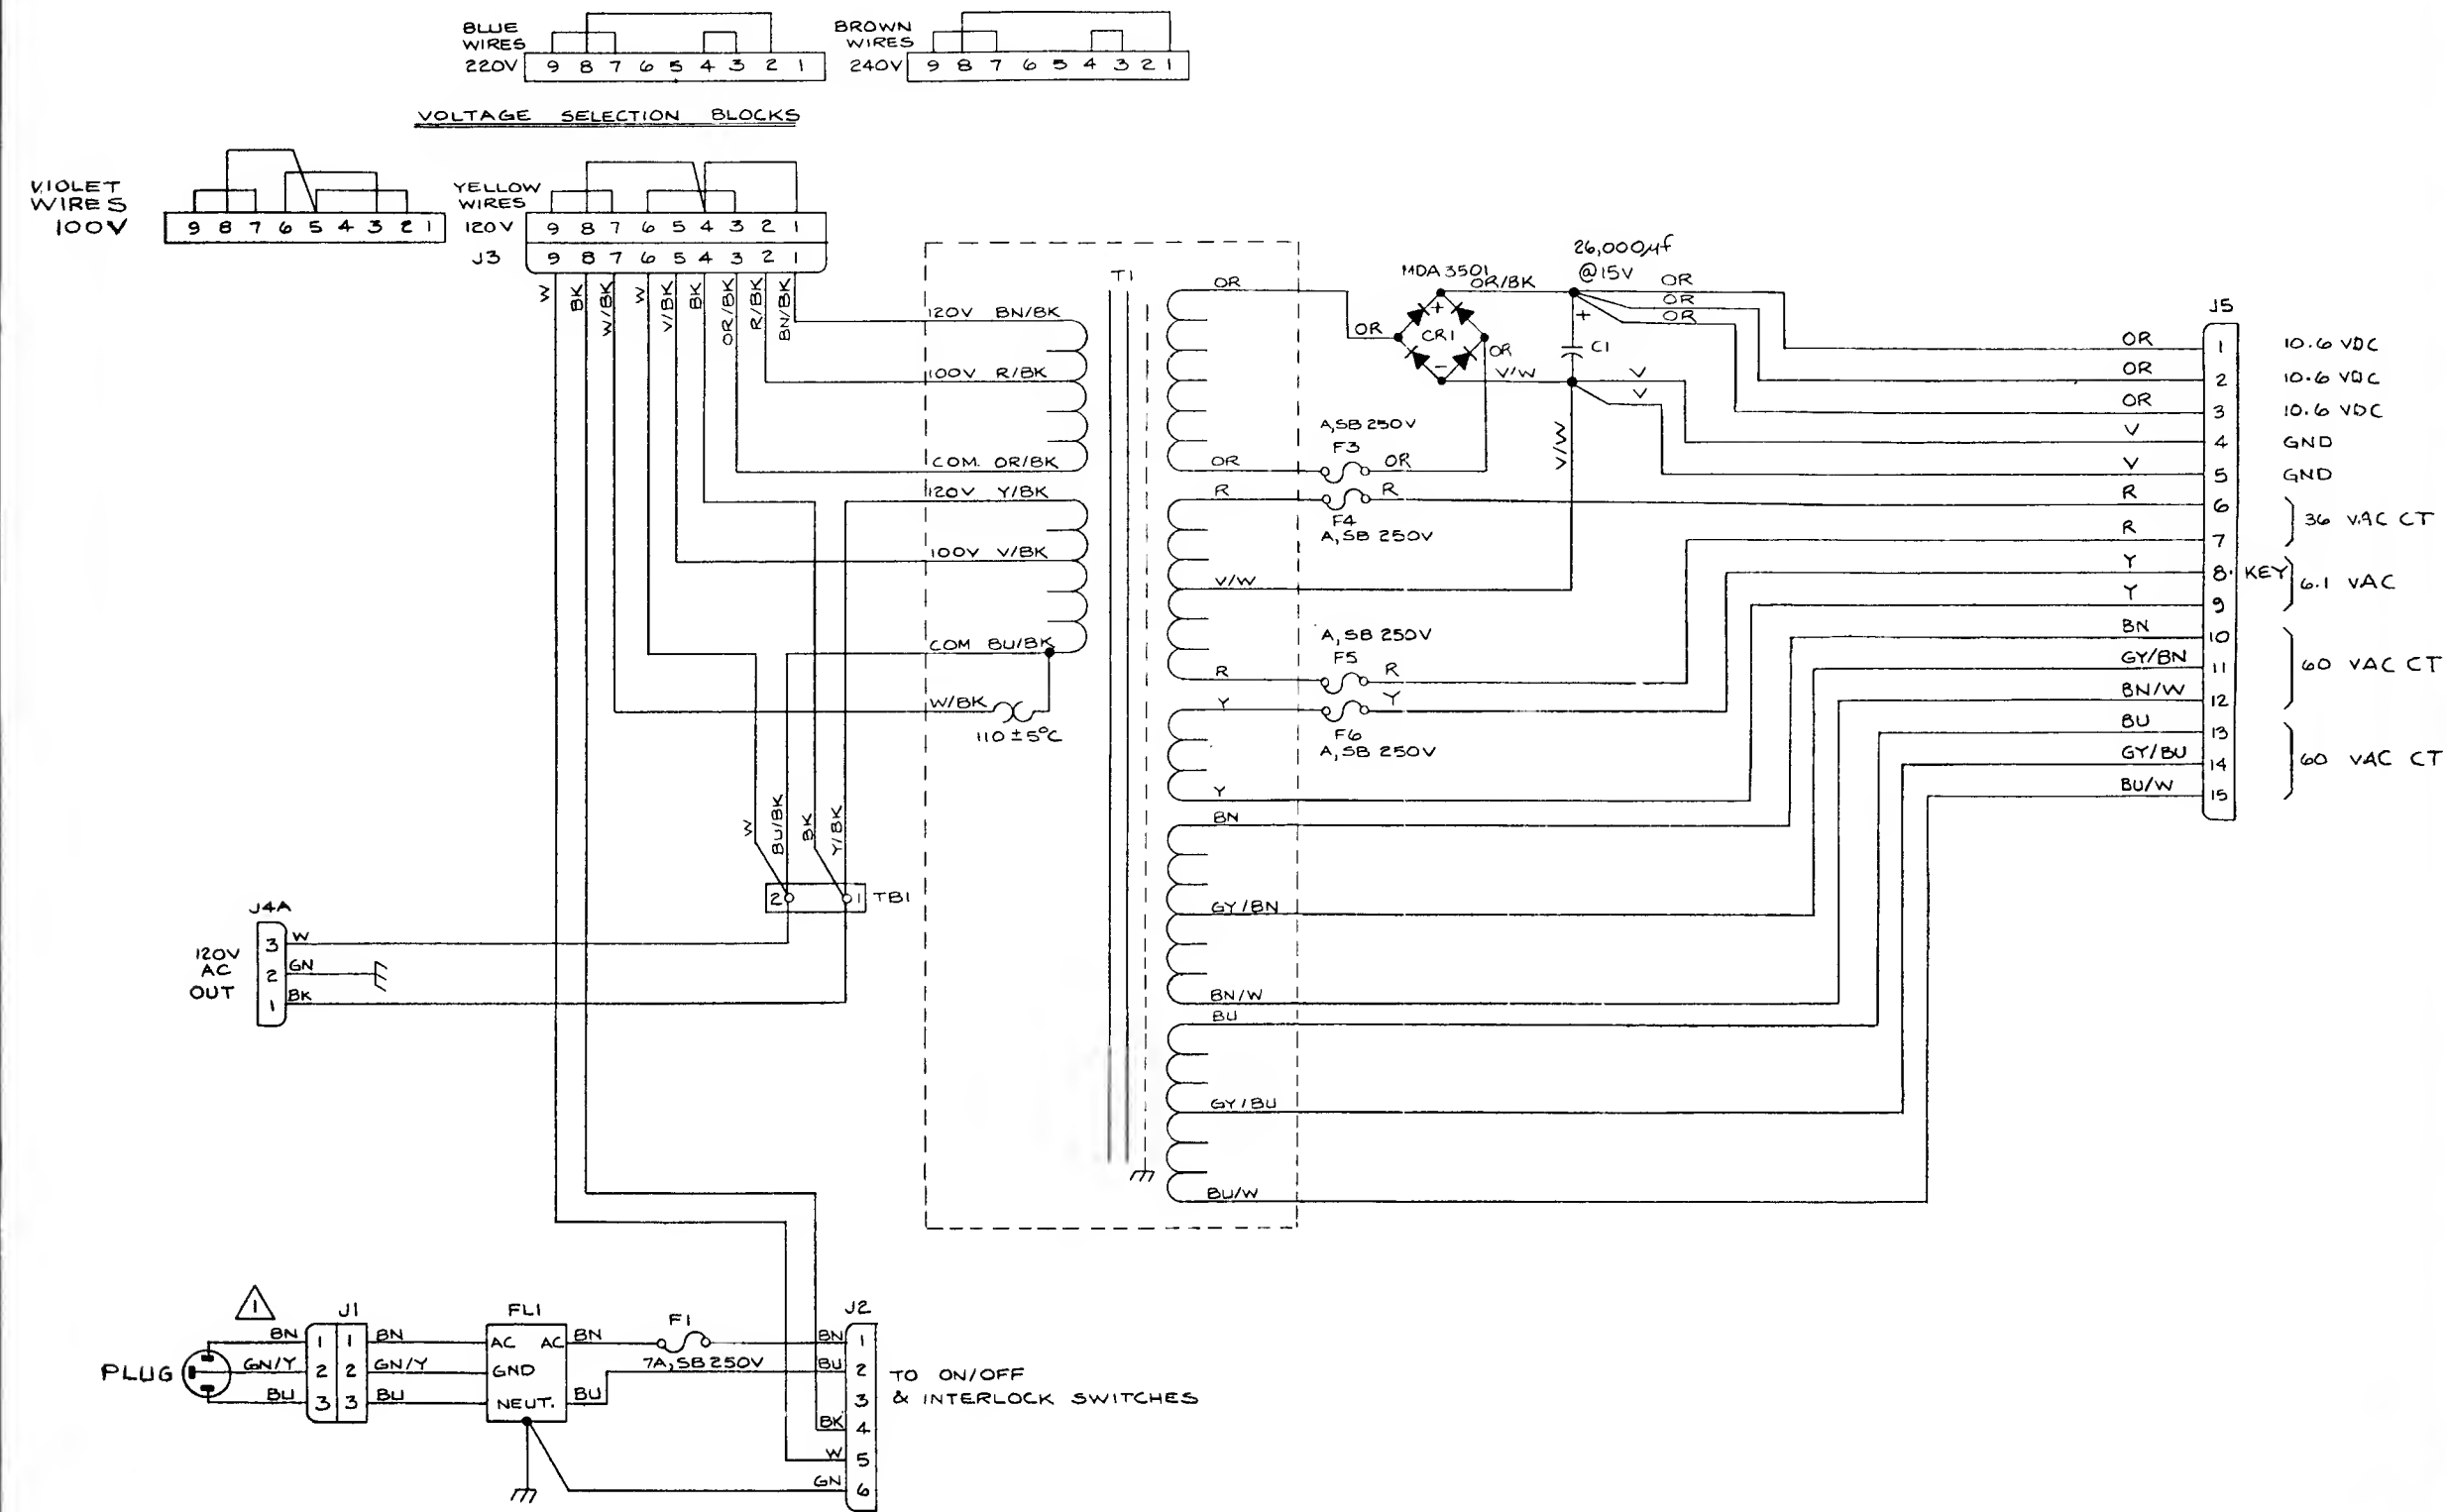 BLUE
WIRES
220V
9 8 7 6 5 4 3 2 1
BROWN
WIRES
240V
9 8 7 6 5 4 3 2 1
VOLTAGE SELECTION BLOCKS
VIOLET
WIRES
100V
9 8 7 6 5 4 3 2 1
YELLOW
WIRES
120V
9 8 7 6 5 4 3 2 1
J3
9 8 7 6 5 4 3 2 1
W
BK
W/BK
W
V/BK
BK
OR/BK
R/BK
BN/BK
120V BN/BK
100V R/BK
COM. OR/BK
120V Y/BK
100V V/BK
COM BU/BK
W/BK
110±5°C
T1
OR
OR
R
V/W
R
Y
Y
BN
GY/BN
BN/W
BU
GY/BU
BU/W
MDA 3501
OR/BK
OR
+
CR1
-
OR
V/W
26,000µf
@15V
+
C1
OR
OR
OR
V
V
V/W
A,SB 250V
F3
OR
R
F4
A,SB 250V
A,SB 250V
F5
R
Y
F6
A,SB 250V
J5
OR 1 10.6 VDC
OR 2 10.6 VDC
OR 3 10.6 VDC
V 4 GND
V 5 GND
R 6
36 VAC CT
R 7
Y 8 KEY
6.1 VAC
Y 9
BN 10
GY/BN 11
60 VAC CT
BN/W 12
BU 13
GY/BU 14
60 VAC CT
BU/W 15
W
BU/BK
BK
Y/BK
2 1 TB1
J4A
120V
AC
OUT
3 W
2 GN
1 BK
1
PLUG
BN
GN/Y
BU
J1
1 1 BN
2 2 GN/Y
3 3 BU
FL1
AC AC BN
GND
NEUT. BU
F1
7A,SB 250V
J2
BN 1
BU 2
3
BK 4
W 5
GN 6
TO ON/OFF
& INTERLOCK SWITCHES